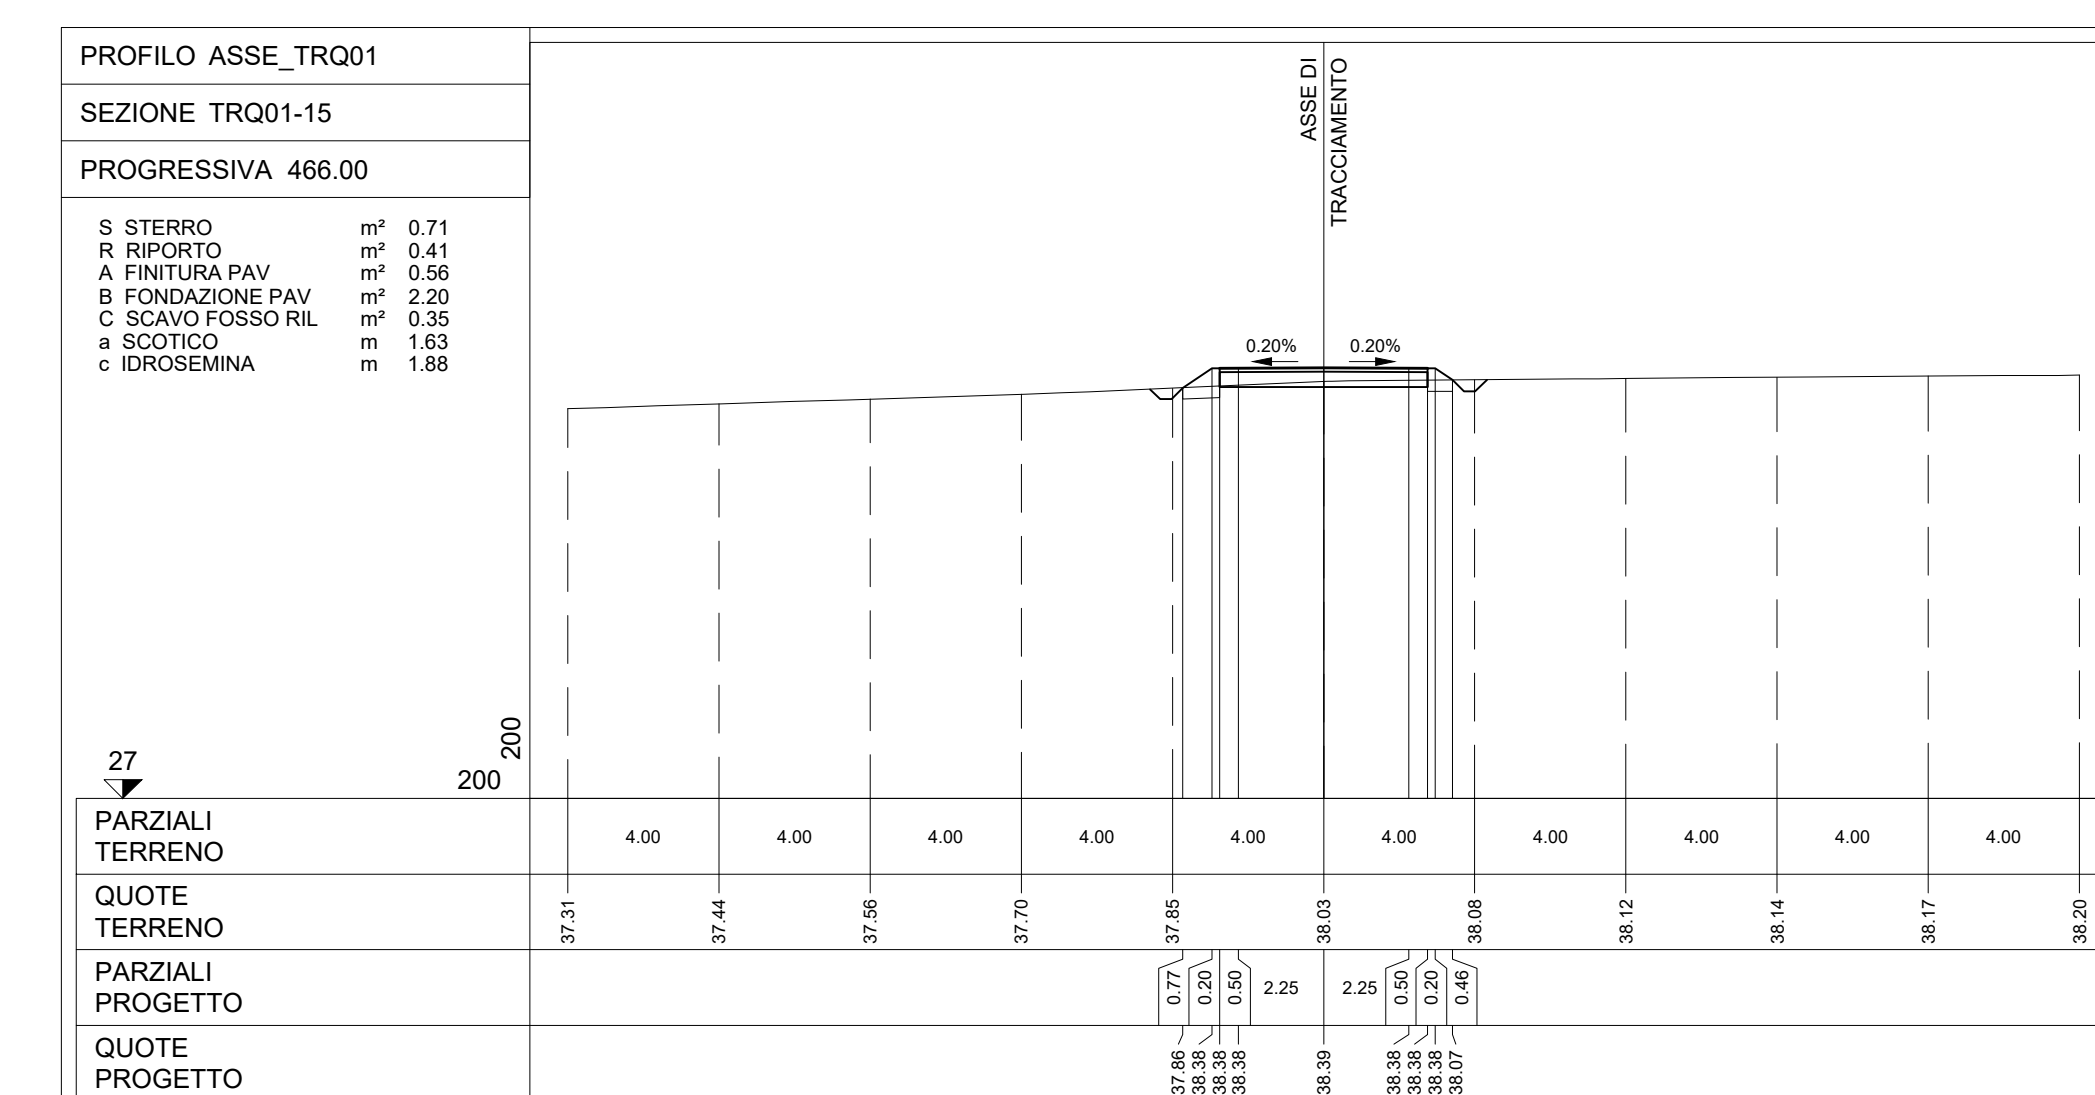 PROFILO ASSE_TRQ01
SEZIONE TRQ01-15
PROGRESSIVA 466.00
S STERRO m² 0.71
R RIPORTO m² 0.41
A FINITURA PAV m² 0.56
B FONDAZIONE PAV m² 2.20
C SCAVO FOSSO RIL m² 0.35
a SCOTICO m 1.63
c IDROSEMINA m 1.88
ASSE DI
TRACCIAMENTO
0.20% 0.20%
27
200
200
PARZIALI
TERRENO
4.00 4.00 4.00 4.00 4.00 4.00 4.00 4.00 4.00 4.00
QUOTE
TERRENO
37.31 37.44 37.56 37.70 37.85 38.03 38.08 38.12 38.14 38.17 38.20
PARZIALI
PROGETTO
0.77 0.20 0.50 2.25 2.25 0.50 0.20 0.46
QUOTE
PROGETTO
37.86 38.38 38.38 38.38 38.39 38.38 38.38 38.38 38.07